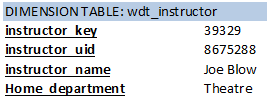 DIMENSION TABLE: wdt_instructor
instructor_key 39329
instructor_uid 8675288
instructor_name Joe Blow
Home_department Theatre